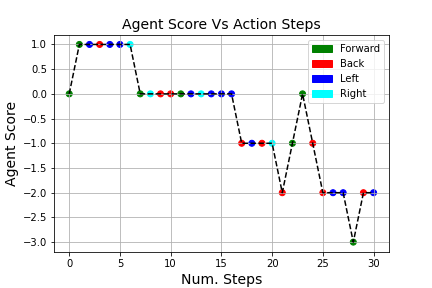 Agent Score Vs Action Steps
Agent Score
1.0
0.5
0.0
−0.5
−1.0
−1.5
−2.0
−2.5
−3.0
Forward
Back
Left
Right
0 5 10 15 20 25 30
Num. Steps